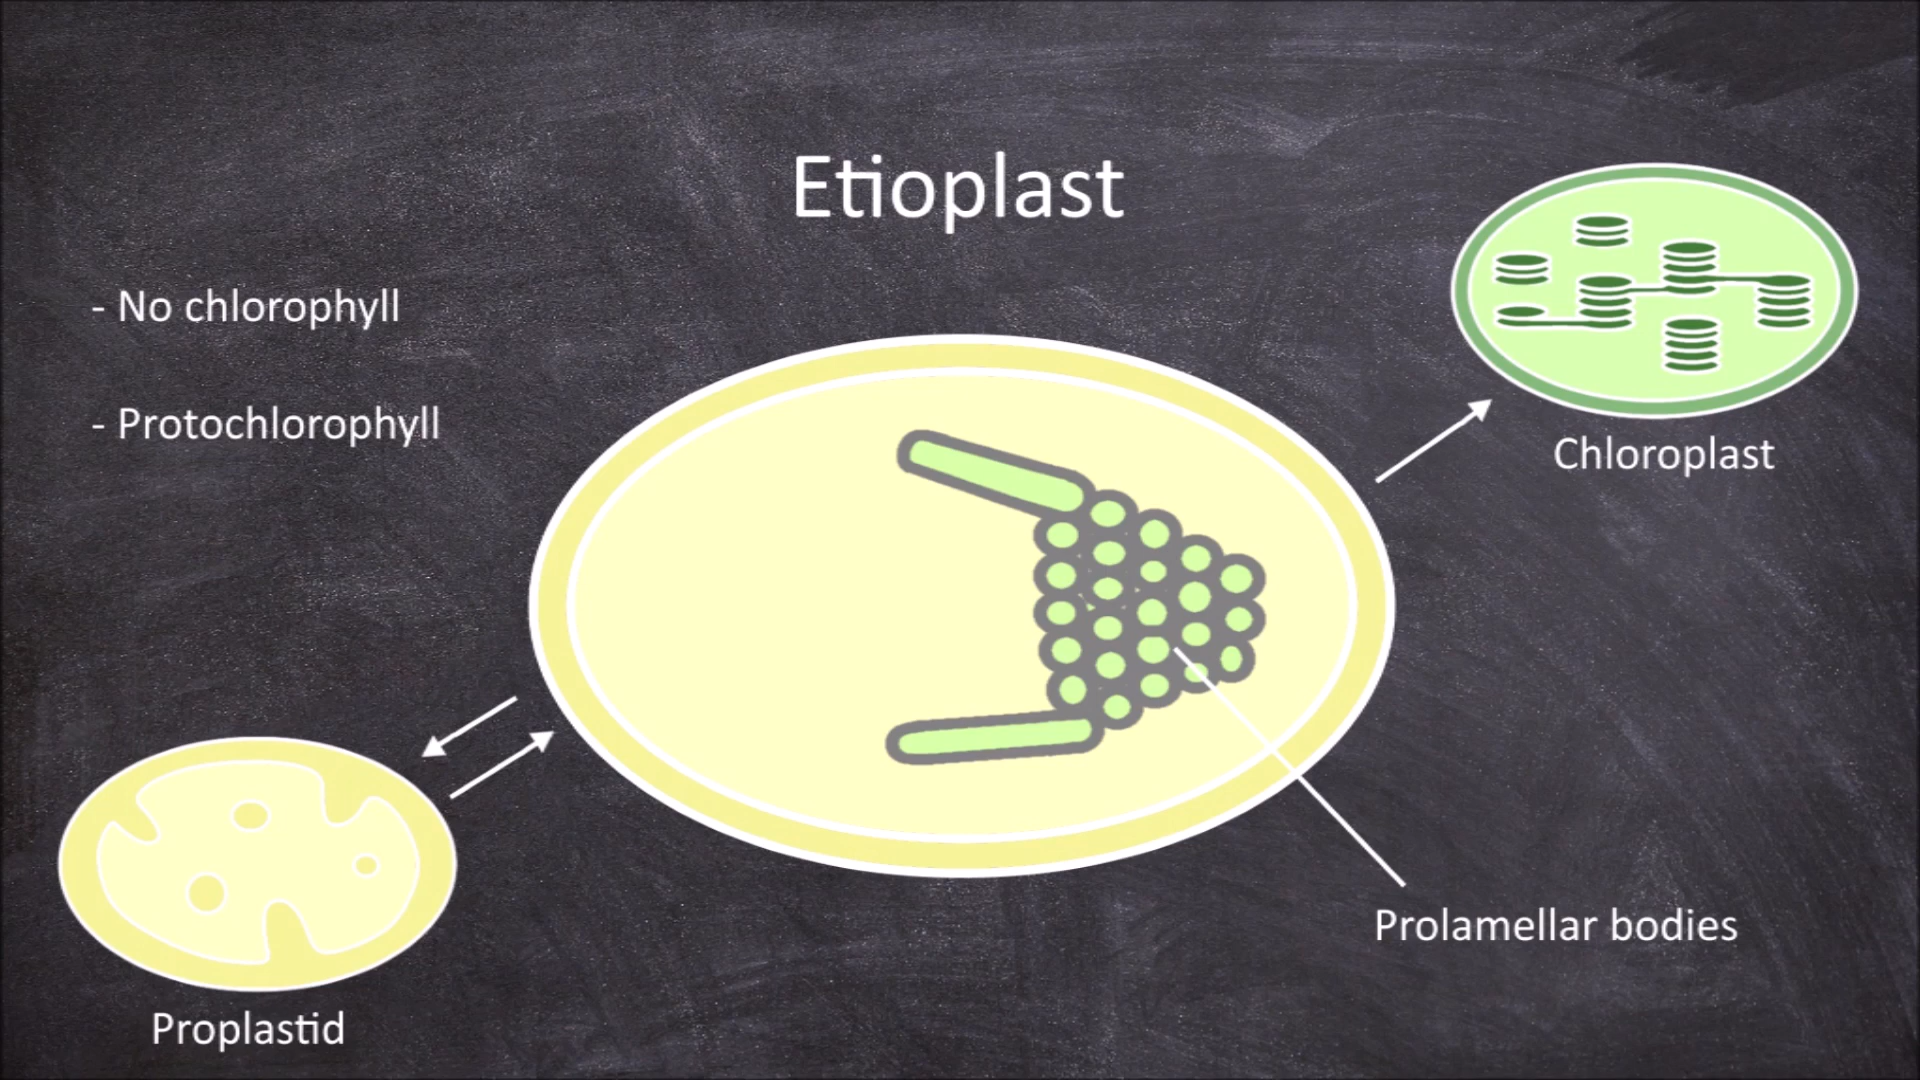 Etioplast
- No chlorophyll
- Protochlorophyll
Chloroplast
Prolamellar bodies
Proplastid